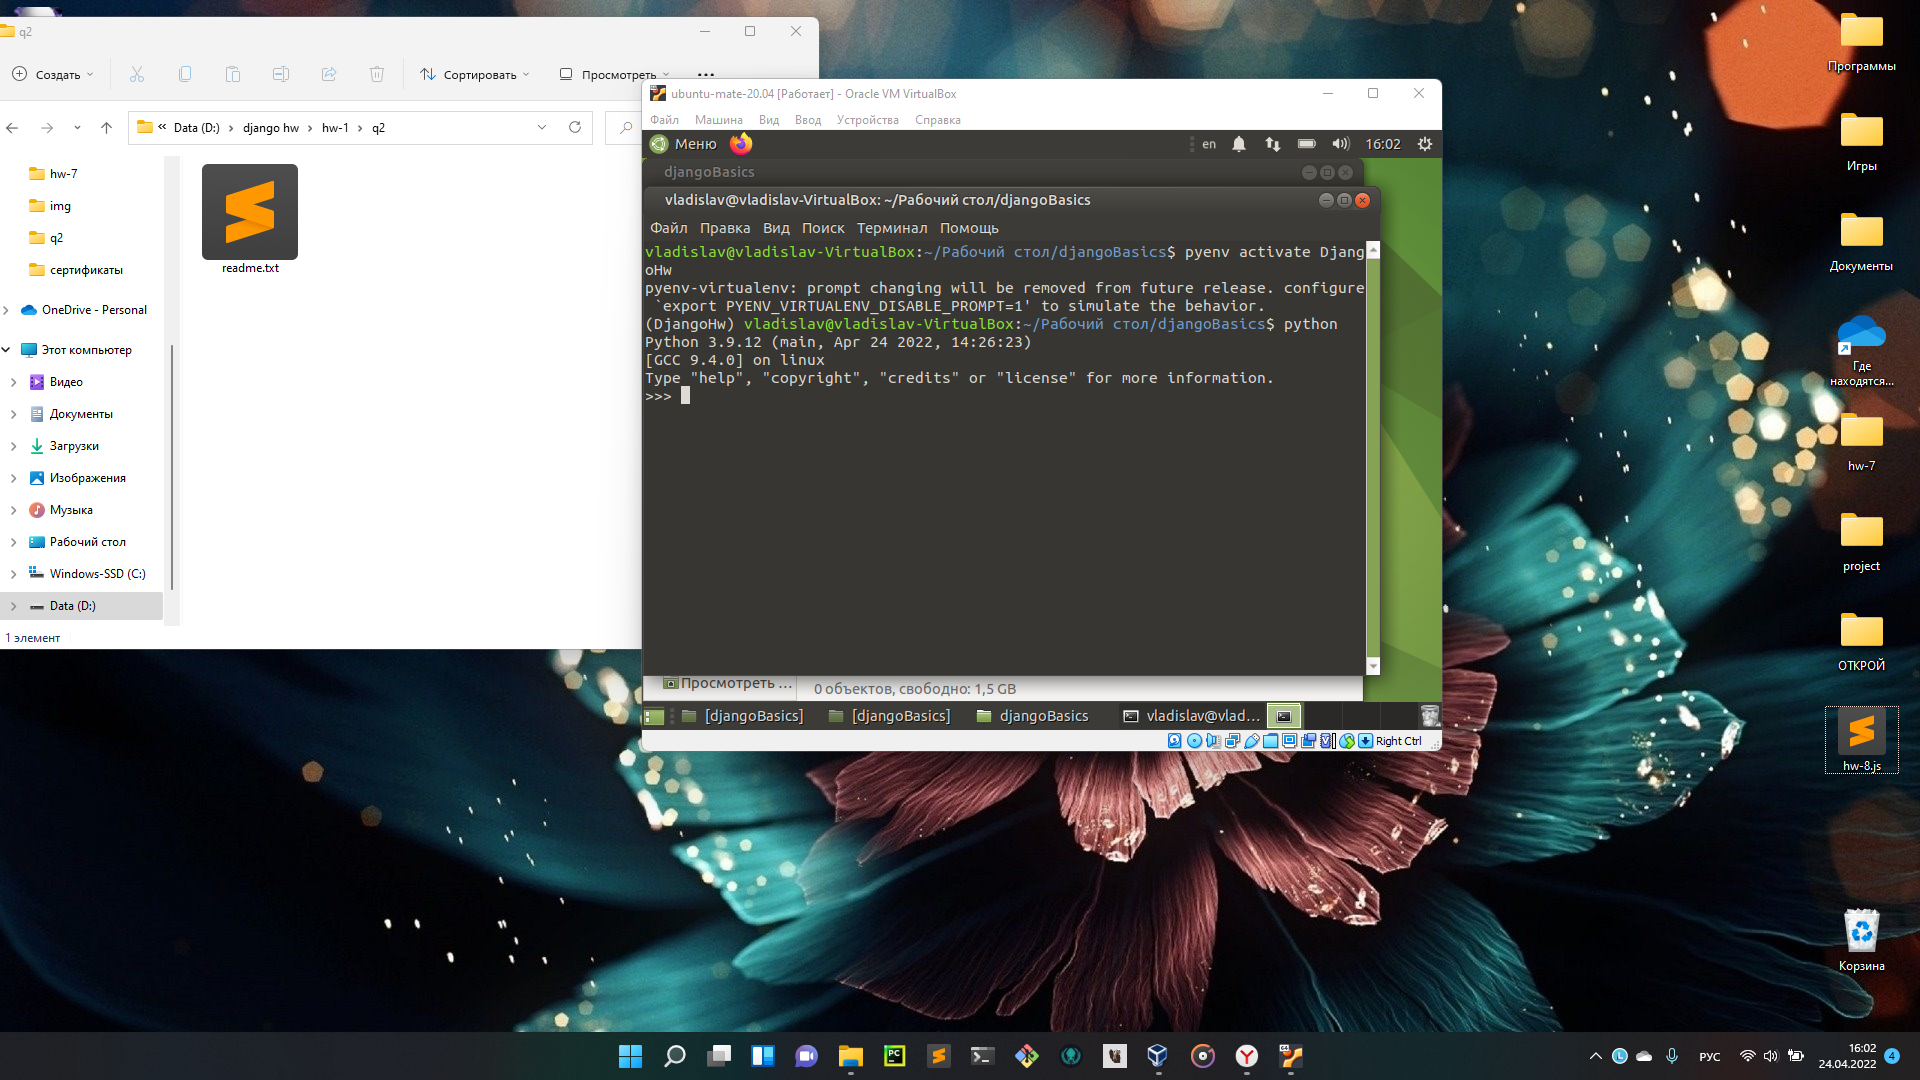 q2
Создать
Сортировать
Просмотреть
« Data (D:) › django hw › hw-1 › q2
hw-7
img
q2
сертификаты
OneDrive - Personal
Этот компьютер
Видео
Документы
Загрузки
Изображения
Музыка
Рабочий стол
Windows-SSD (C:)
Data (D:)
1 элемент
readme.txt
ubuntu-mate-20.04 [Работает] - Oracle VM VirtualBox
Файл Машина Вид Ввод Устройства Справка
Меню
en
16:02
djangoBasics
vladislav@vladislav-VirtualBox: ~/Рабочий стол/djangoBasics
Файл Правка Вид Поиск Терминал Помощь
vladislav@vladislav-VirtualBox:~/Рабочий стол/djangoBasics$ pyenv activate Djang
oHw
pyenv-virtualenv: prompt changing will be removed from future release. configure
`export PYENV_VIRTUALENV_DISABLE_PROMPT=1' to simulate the behavior.
(DjangoHw) vladislav@vladislav-VirtualBox:~/Рабочий стол/djangoBasics$ python
Python 3.9.12 (main, Apr 24 2022, 14:26:23)
[GCC 9.4.0] on linux
Type "help", "copyright", "credits" or "license" for more information.
>>>
Просмотреть ...
0 объектов, свободно: 1,5 GB
[djangoBasics]
[djangoBasics]
djangoBasics
vladislav@vlad...
Right Ctrl
Программы
Игры
Документы
Где
находятся...
hw-7
project
ОТКРОЙ
hw-8.js
Корзина
PC
64
РУС
16:02
24.04.2022
4